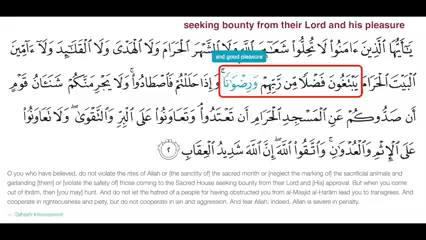 seeking bounty from their Lord and his pleasure
and good pleasure
يَٰٓأَيُّهَا ٱلَّذِينَ ءَامَنُوا۟ لَا تُحِلُّوا۟ شَعَٰٓئِرَ ٱللَّهِ وَلَا ٱلشَّهْرَ ٱلْحَرَامَ وَلَا ٱلْهَدْىَ وَلَا ٱلْقَلَٰٓئِدَ وَلَآ ءَآمِّينَ
ٱلْبَيْتَ ٱلْحَرَامَ يَبْتَغُونَ فَضْلًا مِّن رَّبِّهِمْ وَرِضْوَٰنًا ۚ وَإِذَا حَلَلْتُمْ فَٱصْطَادُوا۟ ۚ وَلَا يَجْرِمَنَّكُمْ شَنَـَٔانُ قَوْمٍ
أَن صَدُّوكُمْ عَنِ ٱلْمَسْجِدِ ٱلْحَرَامِ أَن تَعْتَدُوا۟ ۘ وَتَعَاوَنُوا۟ عَلَى ٱلْبِرِّ وَٱلتَّقْوَىٰ ۖ وَلَا تَعَاوَنُوا۟
عَلَى ٱلْإِثْمِ وَٱلْعُدْوَٰنِ ۚ وَٱتَّقُوا۟ ٱللَّهَ ۖ إِنَّ ٱللَّهَ شَدِيدُ ٱلْعِقَابِ ٢
O you who have believed, do not violate the rites of Allah or [the sanctity of] the sacred month or [neglect the marking of] the sacrificial animals and
garlanding [them] or [violate the safety of] those coming to the Sacred House seeking bounty from their Lord and [His] approval. But when you come
out of iḥrām, then [you may] hunt. And do not let the hatred of a people for having obstructed you from al-Masjid al-Ḥarām lead you to transgress. And
cooperate in righteousness and piety, but do not cooperate in sin and aggression. And fear Allah; indeed, Allah is severe in penalty.
— Saheeh International